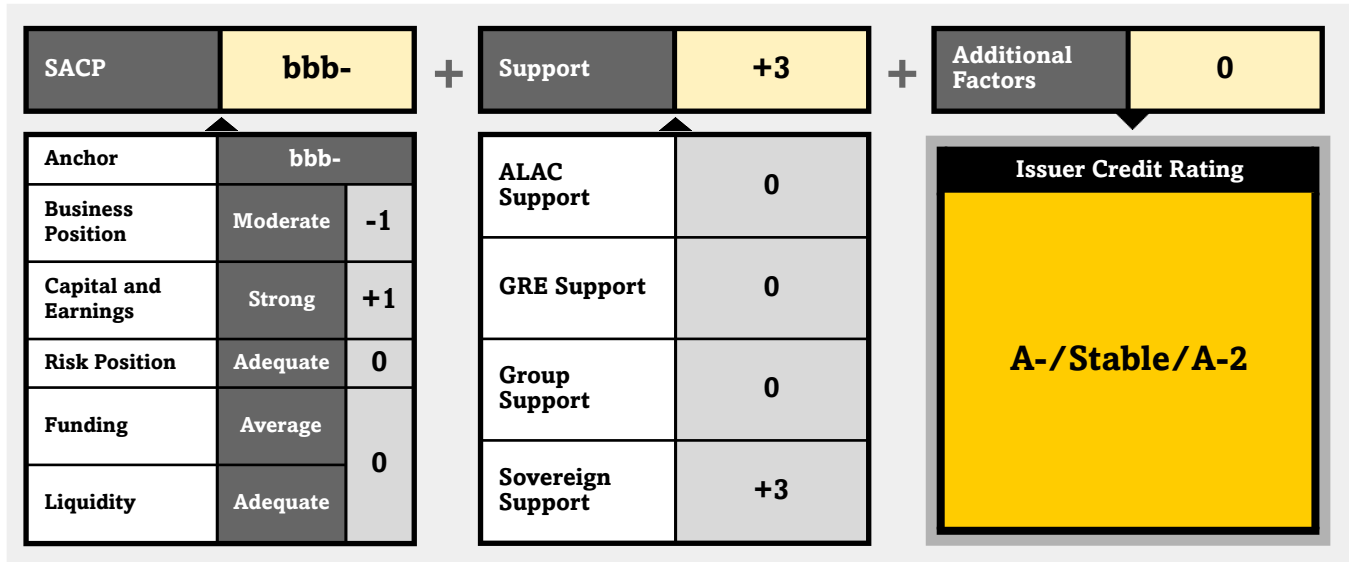 SACP
bbb-
+
Support
+3
+
Additional
Factors
0
Anchor
bbb-
Business
Position
Moderate
-1
Capital and
Earnings
Strong
+1
Risk Position
Adequate
0
Funding
Average
Liquidity
Adequate
0
ALAC
Support
0
GRE Support
0
Group
Support
0
Sovereign
Support
+3
Issuer Credit Rating
A-/Stable/A-2